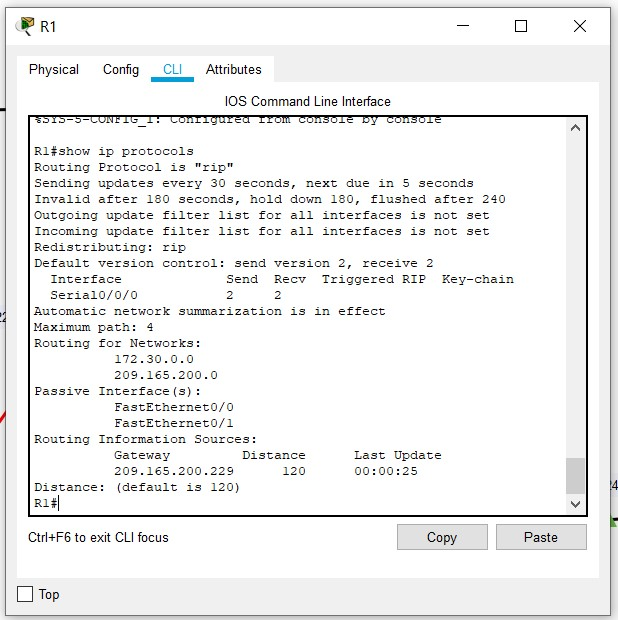 R1
Physical Config CLI Attributes
IOS Command Line Interface
%SYS-5-CONFIG_I: Configured from console by console
R1#show ip protocols
Routing Protocol is "rip"
Sending updates every 30 seconds, next due in 5 seconds
Invalid after 180 seconds, hold down 180, flushed after 240
Outgoing update filter list for all interfaces is not set
Incoming update filter list for all interfaces is not set
Redistributing: rip
Default version control: send version 2, receive 2
Interface Send Recv Triggered RIP Key-chain
Serial0/0/0 2 2
Automatic network summarization is in effect
Maximum path: 4
Routing for Networks:
172.30.0.0
209.165.200.0
Passive Interface(s):
FastEthernet0/0
FastEthernet0/1
Routing Information Sources:
Gateway Distance Last Update
209.165.200.229 120 00:00:25
Distance: (default is 120)
R1#
Ctrl+F6 to exit CLI focus
Copy
Paste
Top